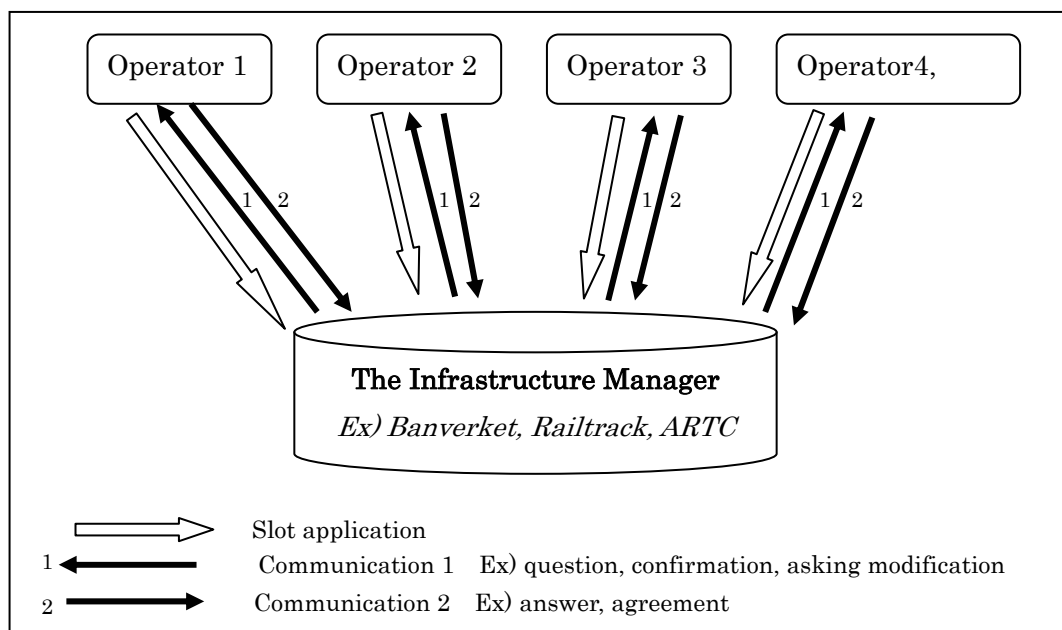 Operator 1 Operator 2 Operator 3 Operator4,
1 2 1 2 1 2 1 2
The Infrastructure Manager
Ex) Banverket, Railtrack, ARTC
Slot application
1 Communication 1 Ex) question, confirmation, asking modification
2 Communication 2 Ex) answer, agreement